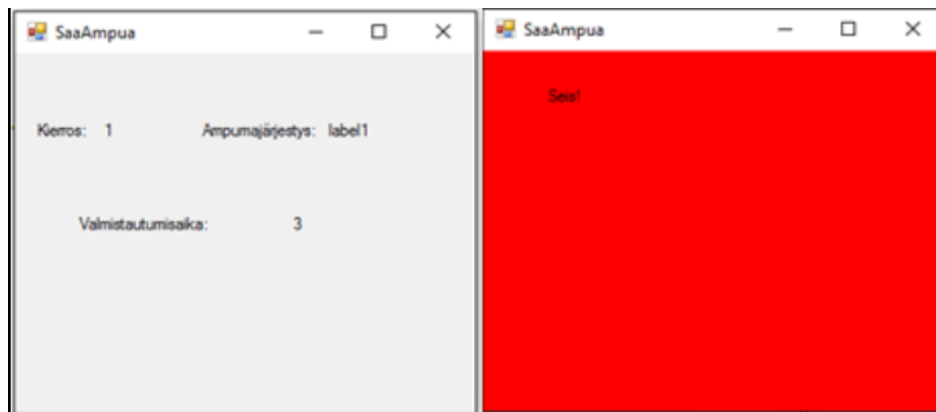 SaaAmpua
Kierros: 1 Ampumajärjestys: label1
Valmistautumisaika: 3
SaaAmpua
Seis!